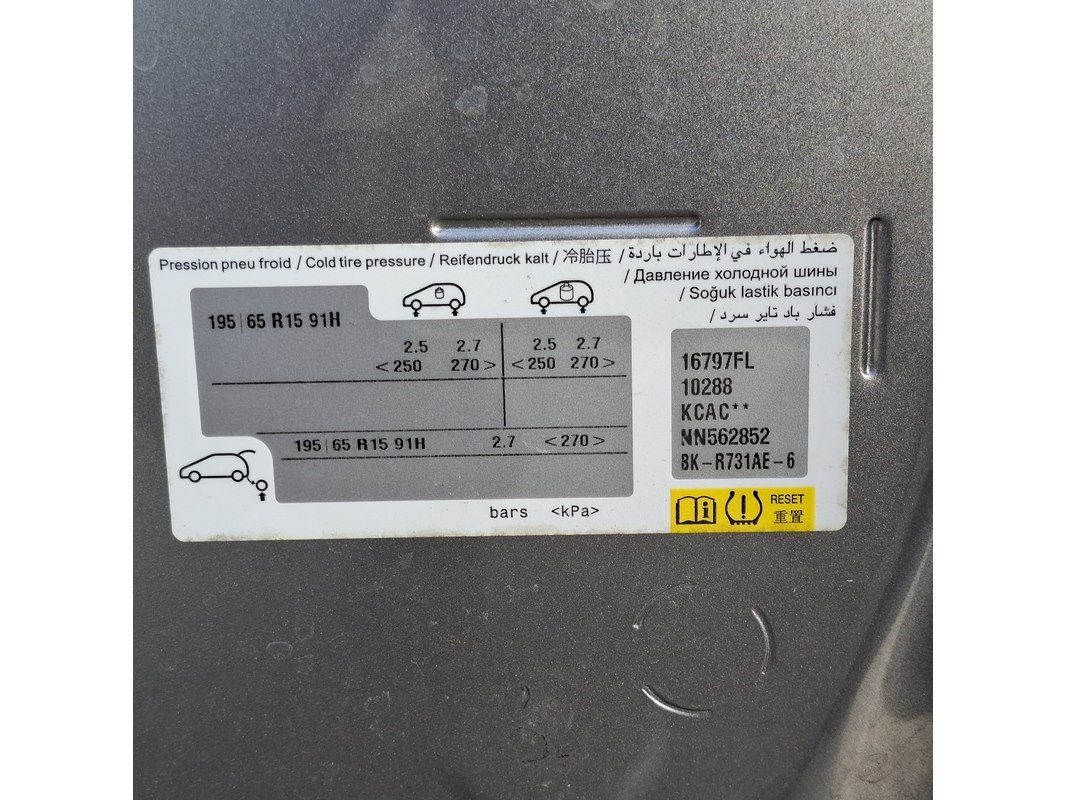 Pression pneu froid / Cold tire pressure / Reifendruck kalt / 冷胎压 / ضغط الهواء في الإطارات باردة
/ Давление холодной шины
/ Soğuk lastik basıncı
/ فشار باد تایر سرد
195 | 65 R15 91H
2.5 2.7 2.5 2.7
<250 270> <250 270>
195 | 65 R15 91H 2.7 <270>
bars <kPa>
16797FL
10288
KCAC**
NN562852
BK-R731AE-6
RESET
重置